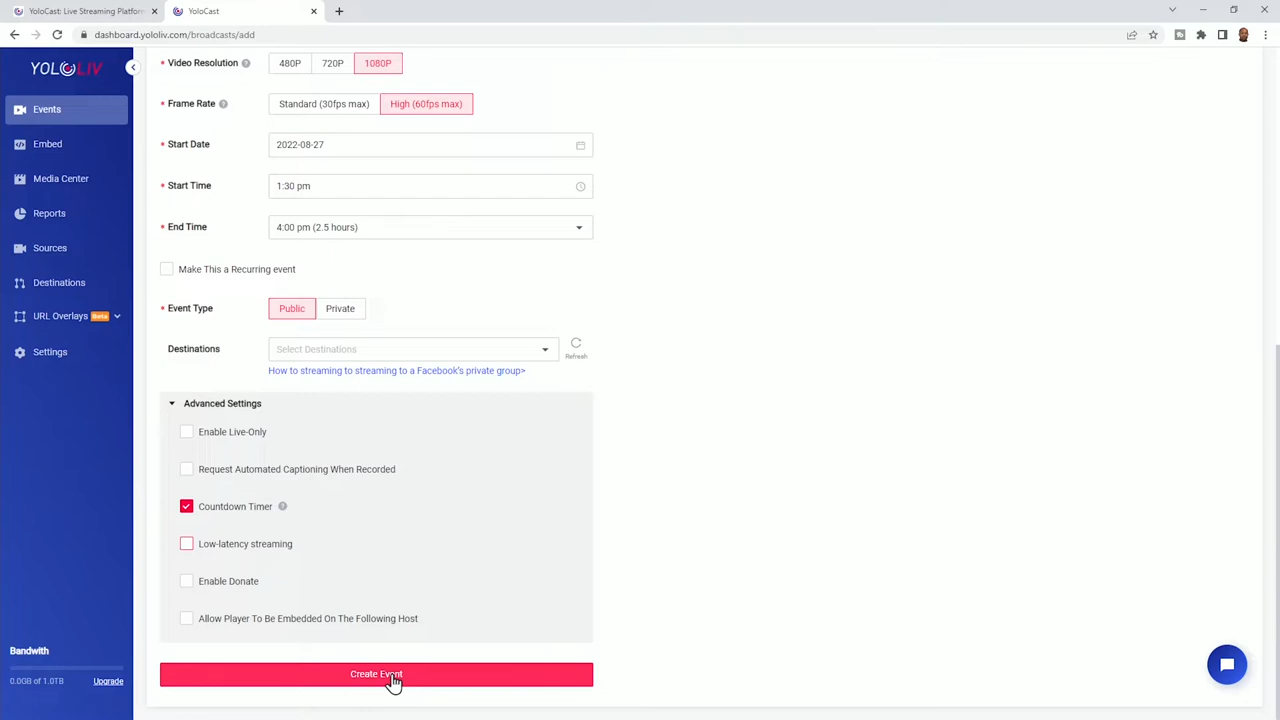 YoloCast: Live Streaming Platform
YoloCast
dashboard.yololiv.com/broadcasts/add
YOLOLIV
Events
Embed
Media Center
Reports
Sources
Destinations
URL Overlays Beta
Settings
Bandwith
0.0GB of 1.0TB Upgrade
* Video Resolution ? 480P 720P 1080P
* Frame Rate ? Standard (30fps max) High (60fps max)
* Start Date 2022-08-27
* Start Time 1:30 pm
* End Time 4:00 pm (2.5 hours)
Make This a Recurring event
* Event Type Public Private
Destinations Select Destinations Refresh
How to streaming to streaming to a Facebook's private group>
Advanced Settings
Enable Live-Only
Request Automated Captioning When Recorded
Countdown Timer ?
Low-latency streaming
Enable Donate
Allow Player To Be Embedded On The Following Host
Create Event